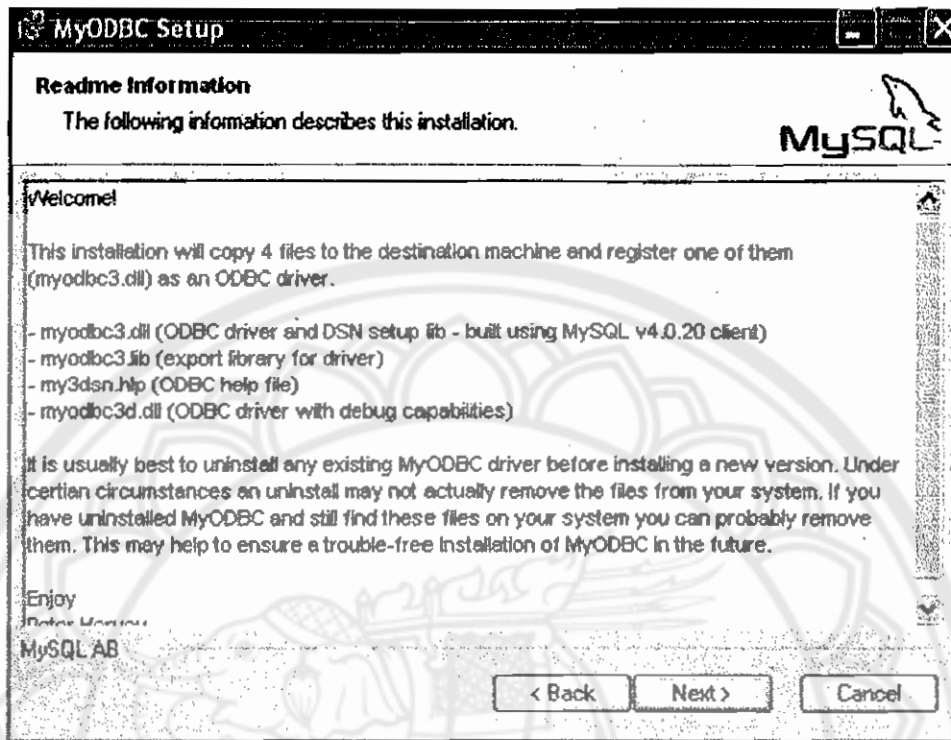 MyODBC Setup
Readme Information
The following information describes this installation.
MySQL
Welcome!
This installation will copy 4 files to the destination machine and register one of them
(myodbc3.dll) as an ODBC driver.
- myodbc3.dll (ODBC driver and DSN setup lib - built using MySQL v4.0.20 client)
- myodbc3.lib (export library for driver)
- my3dsn.hlp (ODBC help file)
- myodbc3d.dll (ODBC driver with debug capabilities)
It is usually best to uninstall any existing MyODBC driver before installing a new version. Under
certian circumstances an uninstall may not actually remove the files from your system. If you
have uninstalled MyODBC and still find these files on your system you can probably remove
them. This may help to ensure a trouble-free installation of MyODBC in the future.
Enjoy
Peter Harvey
MySQL AB
< Back
Next >
Cancel